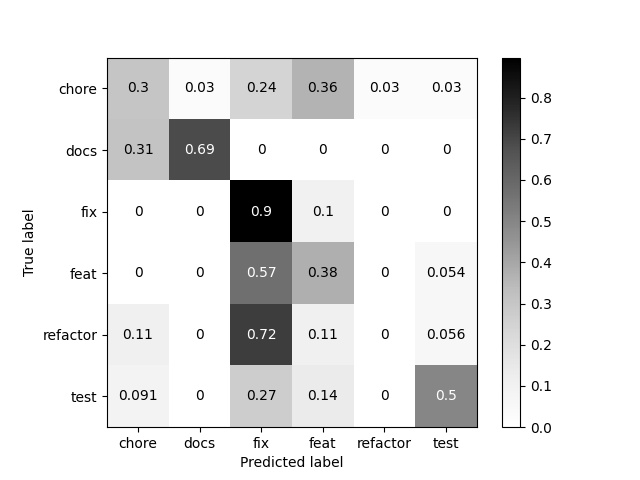 chore 0.3 0.03 0.24 0.36 0.03 0.03
docs 0.31 0.69 0 0 0 0
fix 0 0 0.9 0.1 0 0
feat 0 0 0.57 0.38 0 0.054
refactor 0.11 0 0.72 0.11 0 0.056
test 0.091 0 0.27 0.14 0 0.5
chore docs fix feat refactor test
Predicted label
True label
0.8
0.7
0.6
0.5
0.4
0.3
0.2
0.1
0.0